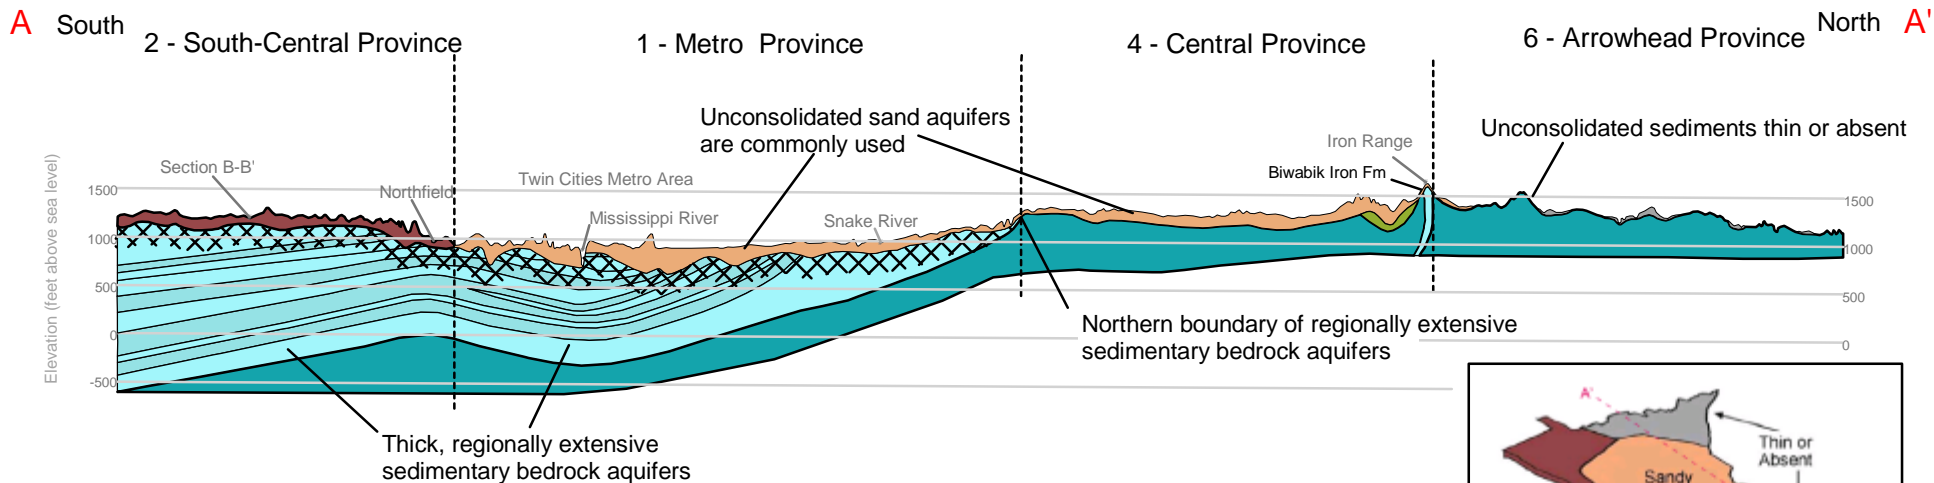 A South
2 - South-Central Province
1 - Metro Province
4 - Central Province
6 - Arrowhead Province
North A'
Unconsolidated sand aquifers
are commonly used
Iron Range
Biwabik Iron Fm
Unconsolidated sediments thin or absent
Section B-B'
Northfield
Twin Cities Metro Area
Mississippi River
Snake River
Elevation (feet above sea level)
1500
1000
500
0
-500
1500
1000
500
0
Northern boundary of regionally extensive
sedimentary bedrock aquifers
Thick, regionally extensive
sedimentary bedrock aquifers
A'
Thin or
Absent
Sandy